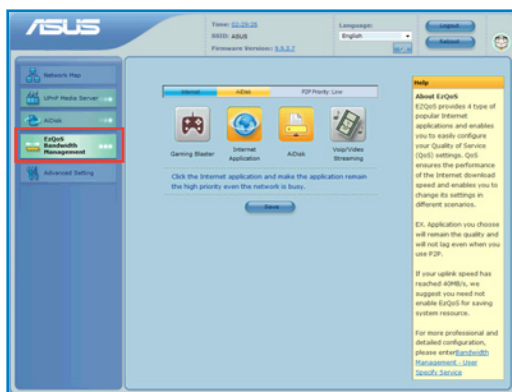 ASUS
Time: 02:29:26
SSID: ASUS
Firmware Version: 5.9.3.7
Language:
English
Logout
Reboot
Network Map
UPnP Media Server
AiDisk
EzQoS
Bandwidth
Management
Advanced Setting
Internet
AiDisk
P2P Priority: Low
Gaming Blaster
Internet
Application
AiDisk
Voip/Video
Streaming
Click the Internet application and make the application remain
the high priority even the network is busy.
Save
Help
About EzQoS
EZQoS provides 4 type of
popular Internet
applications and enables
you to easily configure
your Quality of Service
(QoS) settings. QoS
ensures the performance
of the Internet download
speed and enables you to
change its settings in
different scenarios.
EX. Application you choose
will remain the quality and
will not lag even when you
use P2P.
If your uplink speed has
reached 40MB/s, we
suggest you need not
enable EzQoS for saving
system resource.
For more professional and
detailed configuration,
please enterBandwidth
Management - User
Specify Service